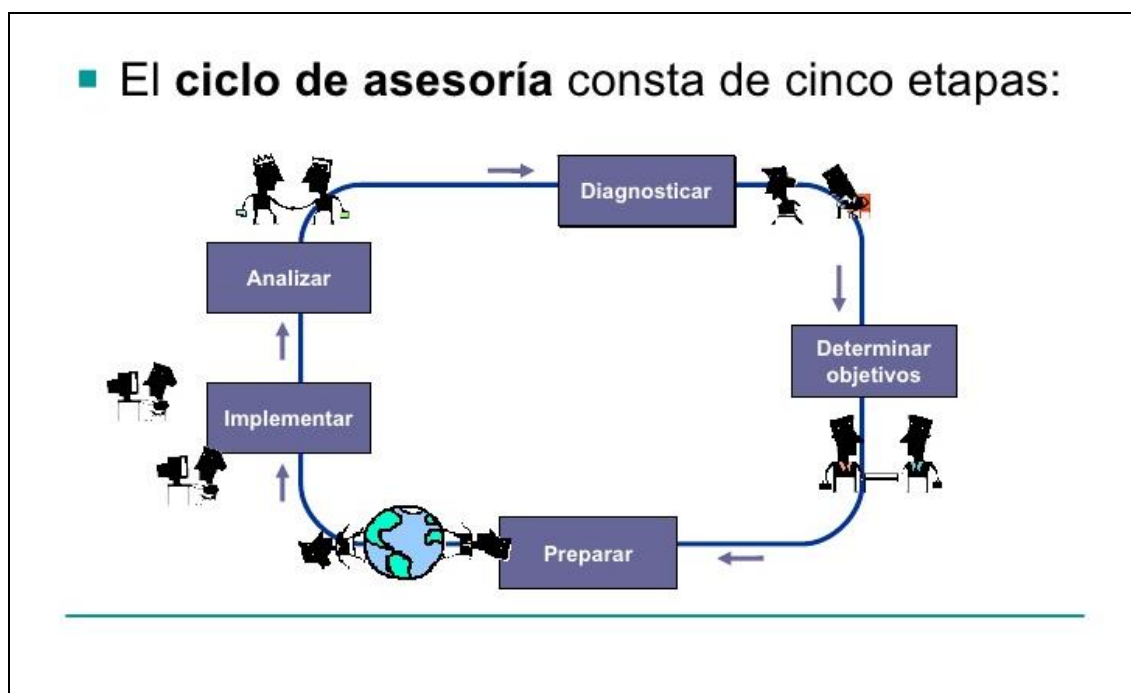 El ciclo de asesoría consta de cinco etapas:
Diagnosticar
Analizar
Determinar
objetivos
Implementar
Preparar